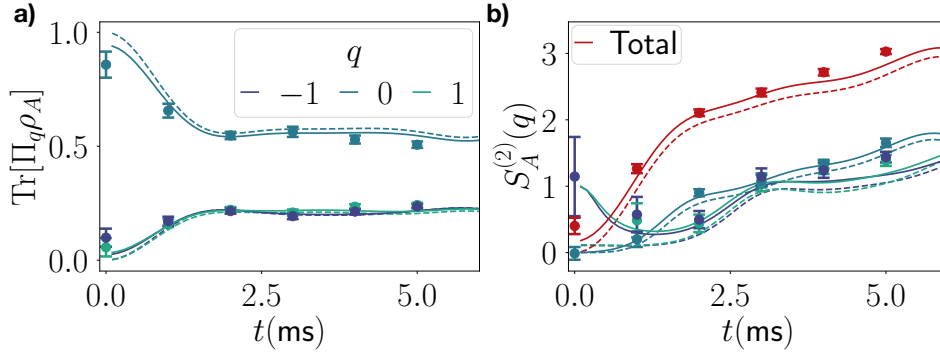 a)
Tr[Π_qρ_A]
1.0
0.5
0.0
q
−1 0 1
0.0 2.5 5.0
t(ms)
b)
S_A^{(2)}(q)
3
2
1
0
Total
0.0 2.5 5.0
t(ms)